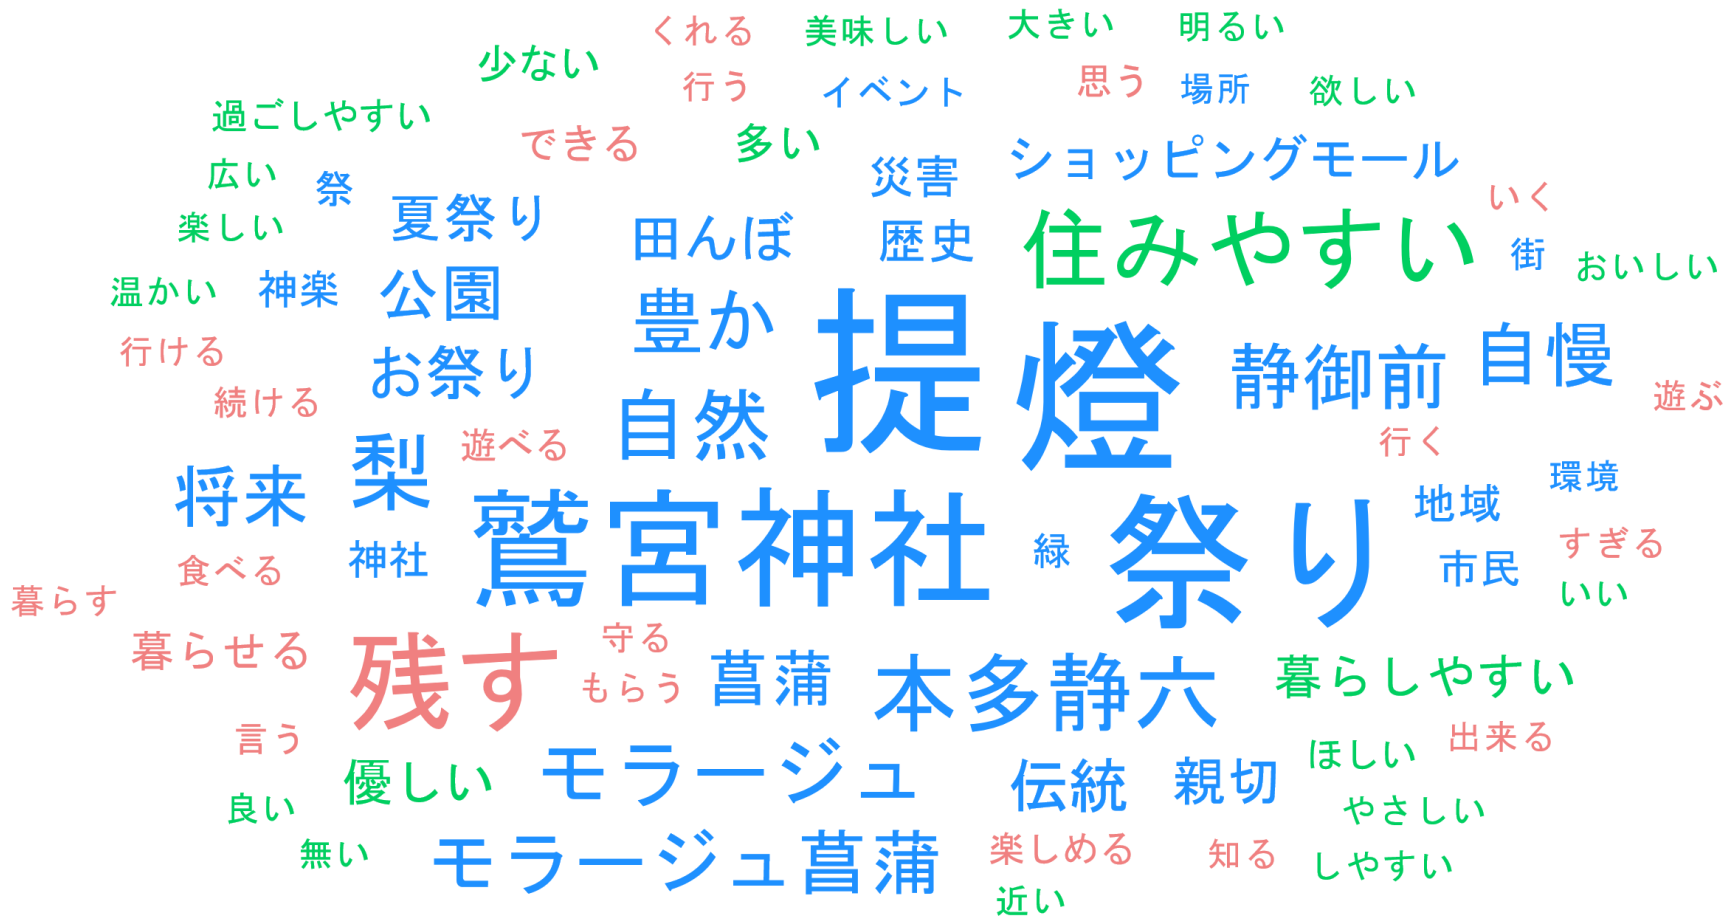 くれる
美味しい
大きい
明るい
少ない
行う
イベント
思う
場所
欲しい
過ごしやすい
できる
多い
災害
ショッピングモール
広い
祭
夏祭り
田んぼ
歴史
住みやすい
いく
楽しい
街
おいしい
温かい
神楽
公園
豊か
提燈
静御前
自慢
行ける
お祭り
続ける
自然
遊ぶ
梨
遊べる
行く
将来
鷲宮神社
祭り
地域
環境
神社
緑
市民
すぎる
食べる
いい
暮らす
暮らせる
残す
守る
もらう
菖蒲
本多静六
暮らしやすい
言う
出来る
優しい
モラージュ
伝統
親切
ほしい
良い
やさしい
無い
モラージュ菖蒲
楽しめる
知る
しやすい
近い